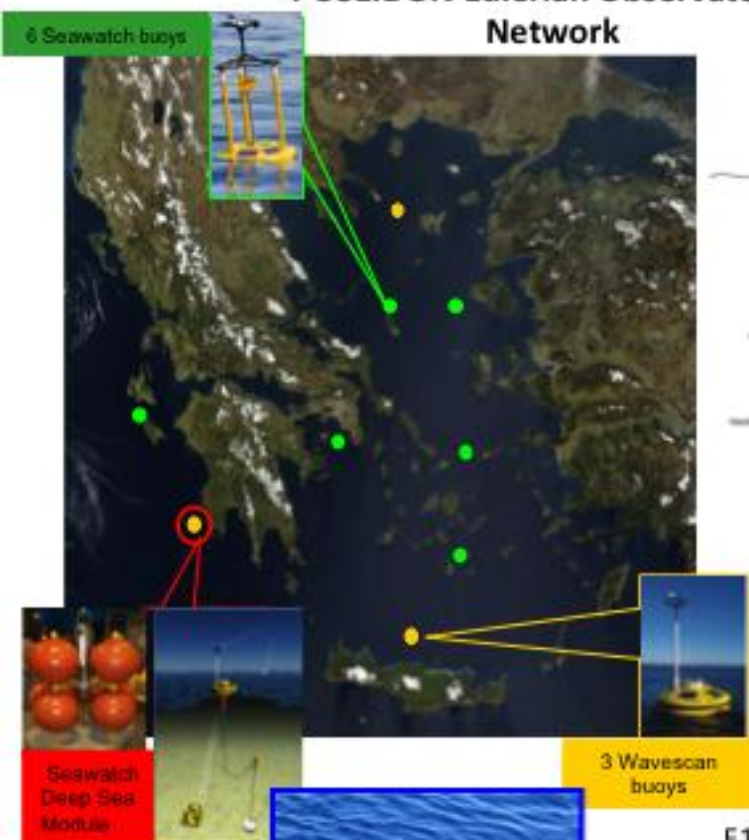 Network
6 Seawatch buoys
3 Wavescan
buoys
Seawatch
Deep Sea
Module